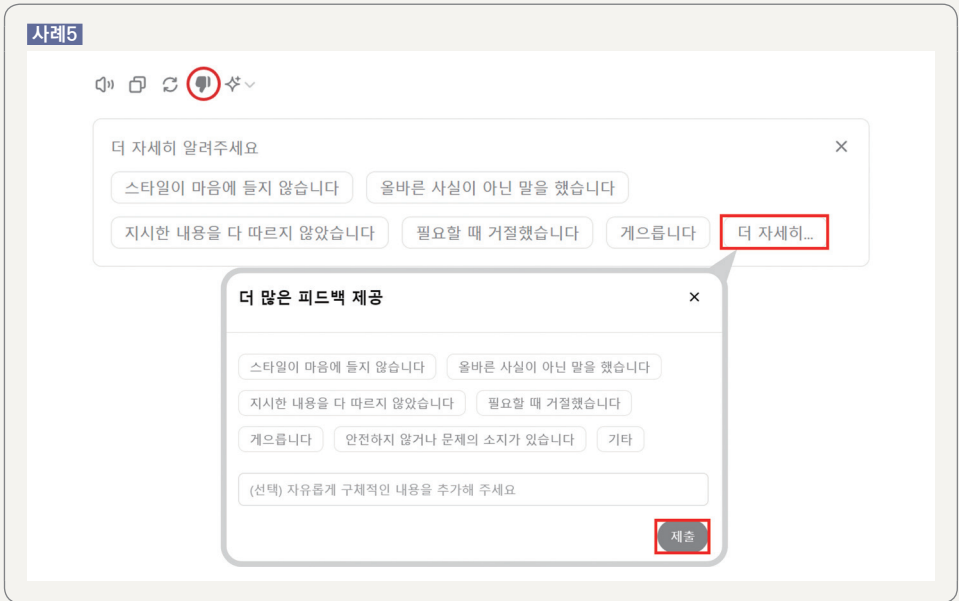 사례5
더 자세히 알려주세요
스타일이 마음에 들지 않습니다 올바른 사실이 아닌 말을 했습니다
지시한 내용을 다 따르지 않았습니다 필요할 때 거절했습니다 게으릅니다 더 자세히...
더 많은 피드백 제공
스타일이 마음에 들지 않습니다 올바른 사실이 아닌 말을 했습니다
지시한 내용을 다 따르지 않았습니다 필요할 때 거절했습니다
게으릅니다 안전하지 않거나 문제의 소지가 있습니다 기타
(선택) 자유롭게 구체적인 내용을 추가해 주세요
제출